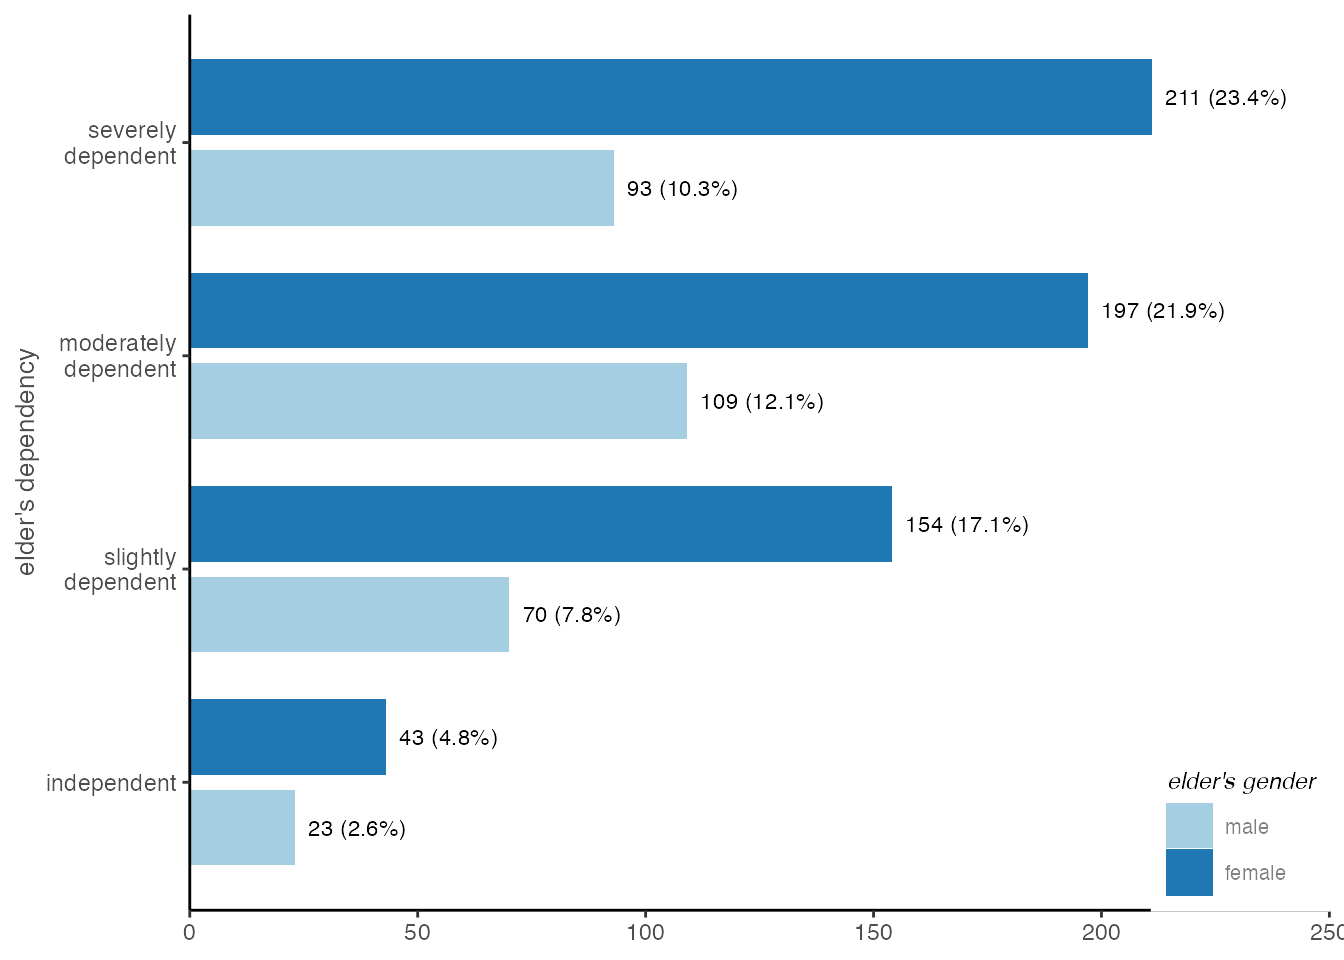 elder's dependency
severely
dependent
211 (23.4%)
93 (10.3%)
moderately
dependent
197 (21.9%)
109 (12.1%)
slightly
dependent
154 (17.1%)
70 (7.8%)
independent
43 (4.8%)
23 (2.6%)
elder's gender
male
female
0 50 100 150 200 250